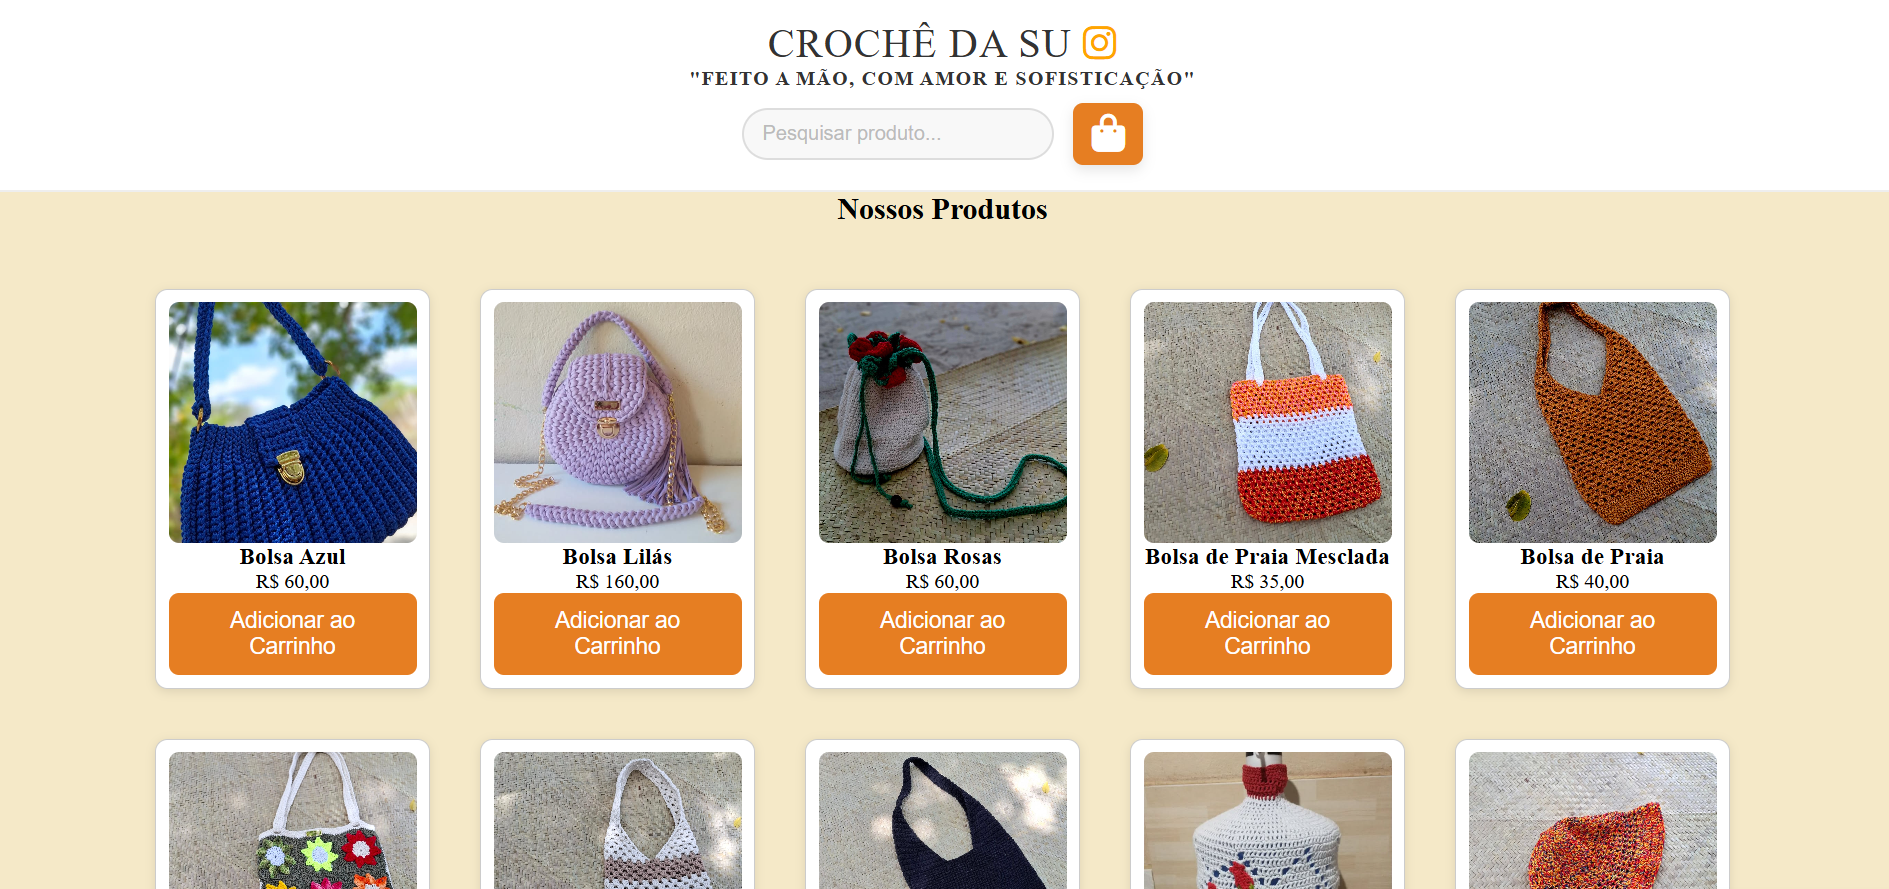 CROCHÊ DA SU
"FEITO A MÃO, COM AMOR E SOFISTICAÇÃO"
Pesquisar produto...
Nossos Produtos
Bolsa Azul
R$ 60,00
Adicionar ao
Carrinho
Bolsa Lilás
R$ 160,00
Adicionar ao
Carrinho
Bolsa Rosas
R$ 60,00
Adicionar ao
Carrinho
Bolsa de Praia Mesclada
R$ 35,00
Adicionar ao
Carrinho
Bolsa de Praia
R$ 40,00
Adicionar ao
Carrinho